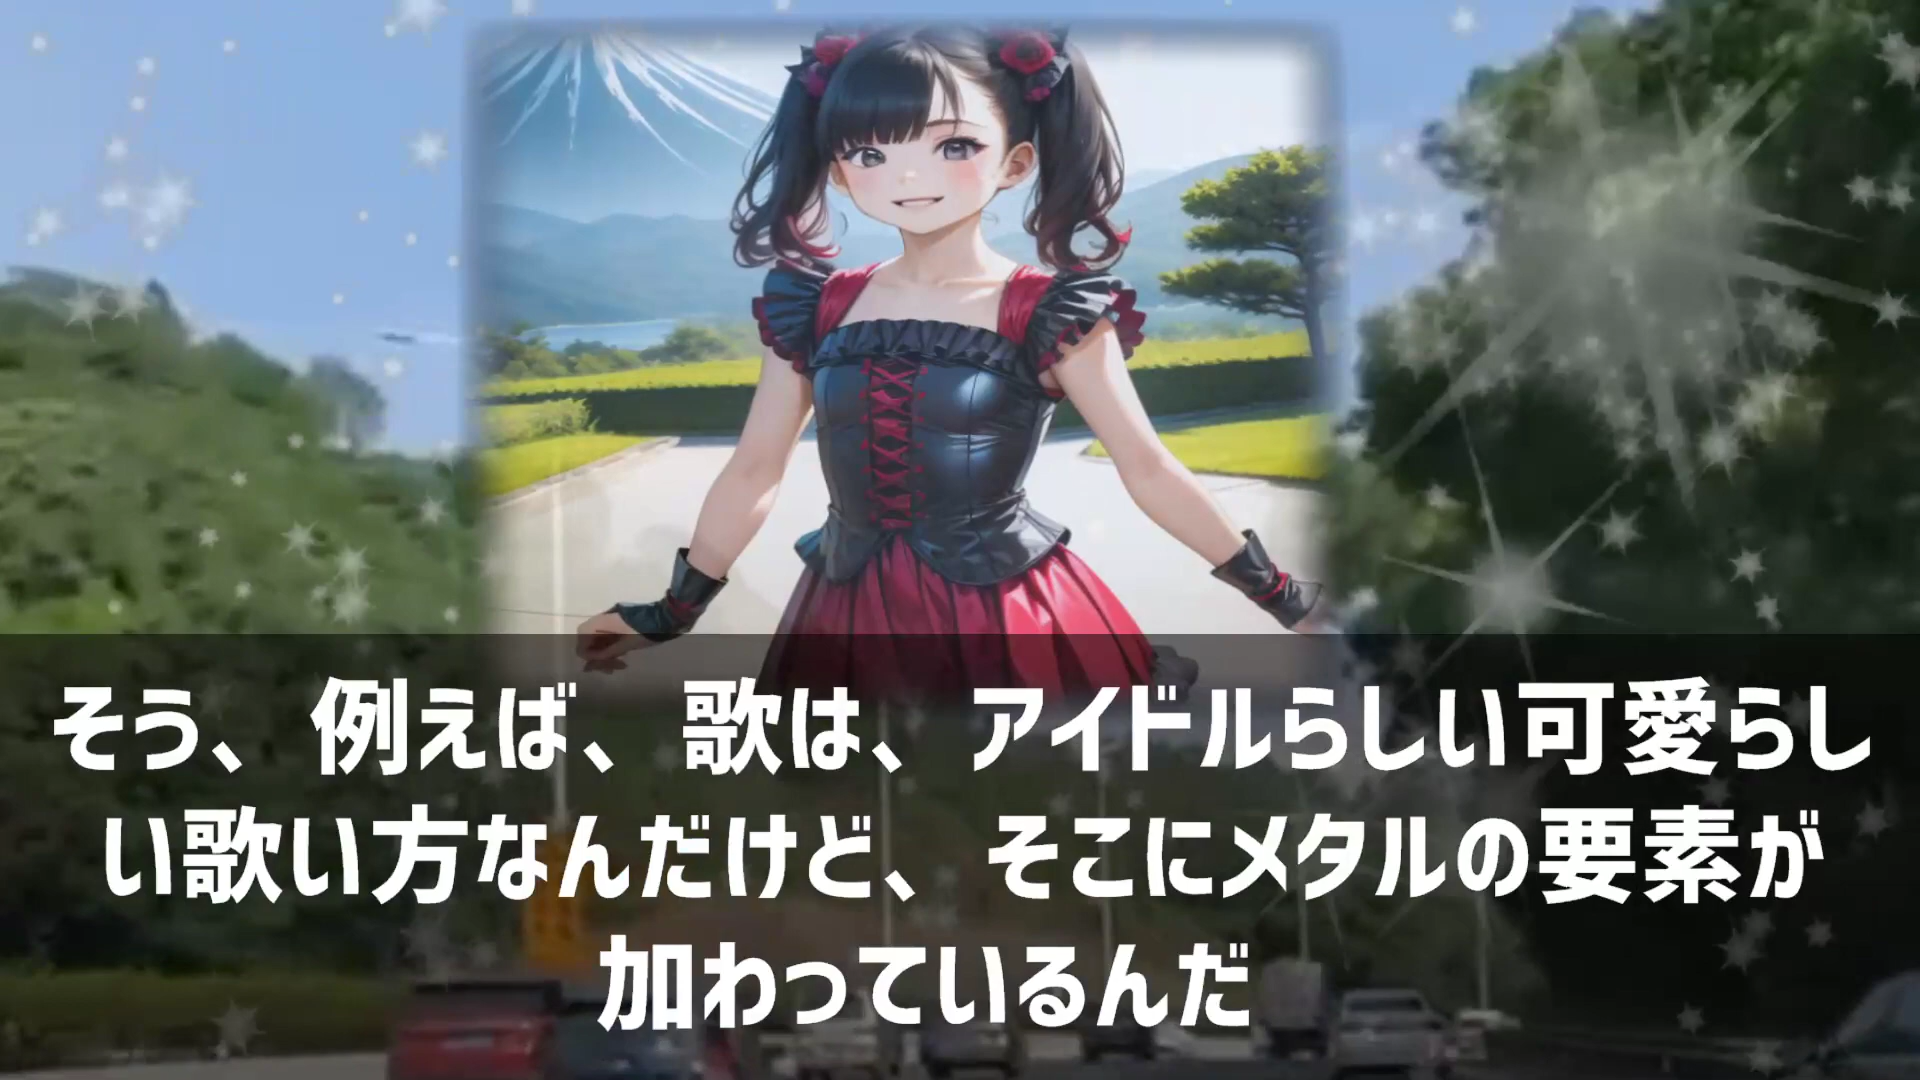 そう、例えば、歌は、アイドルらしい可愛らし
い歌い方なんだけど、そこにメタルの要素が
加わっているんだ